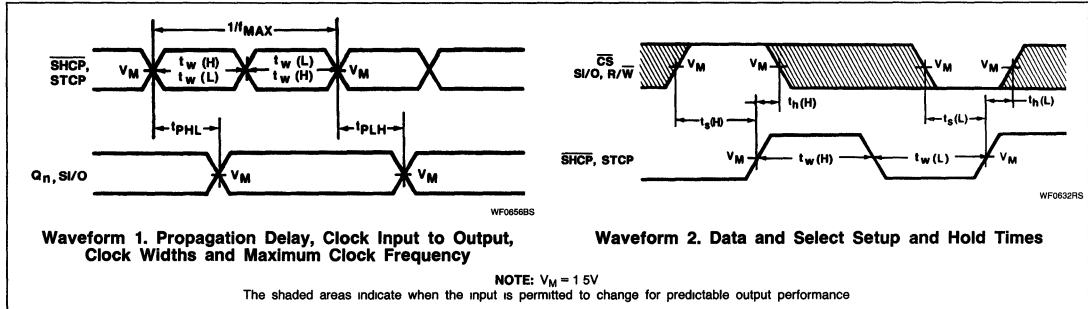 1/fMAX
SHCP,
STCP
VM
tw (H)
tw (L)
tw (L)
tw (H)
VM
tPHL
tPLH
Qn, SI/O
VM
VM
WF0656BS
Waveform 1. Propagation Delay, Clock Input to Output,
Clock Widths and Maximum Clock Frequency
CS
SI/O, R/W
VM
VM
VM
VM
th(H)
th(L)
ts(H)
ts(L)
SHCP, STCP
VM
tw(H)
tw(L)
VM
WF0632RS
Waveform 2. Data and Select Setup and Hold Times
NOTE: VM = 1 5V
The shaded areas indicate when the input is permitted to change for predictable output performance